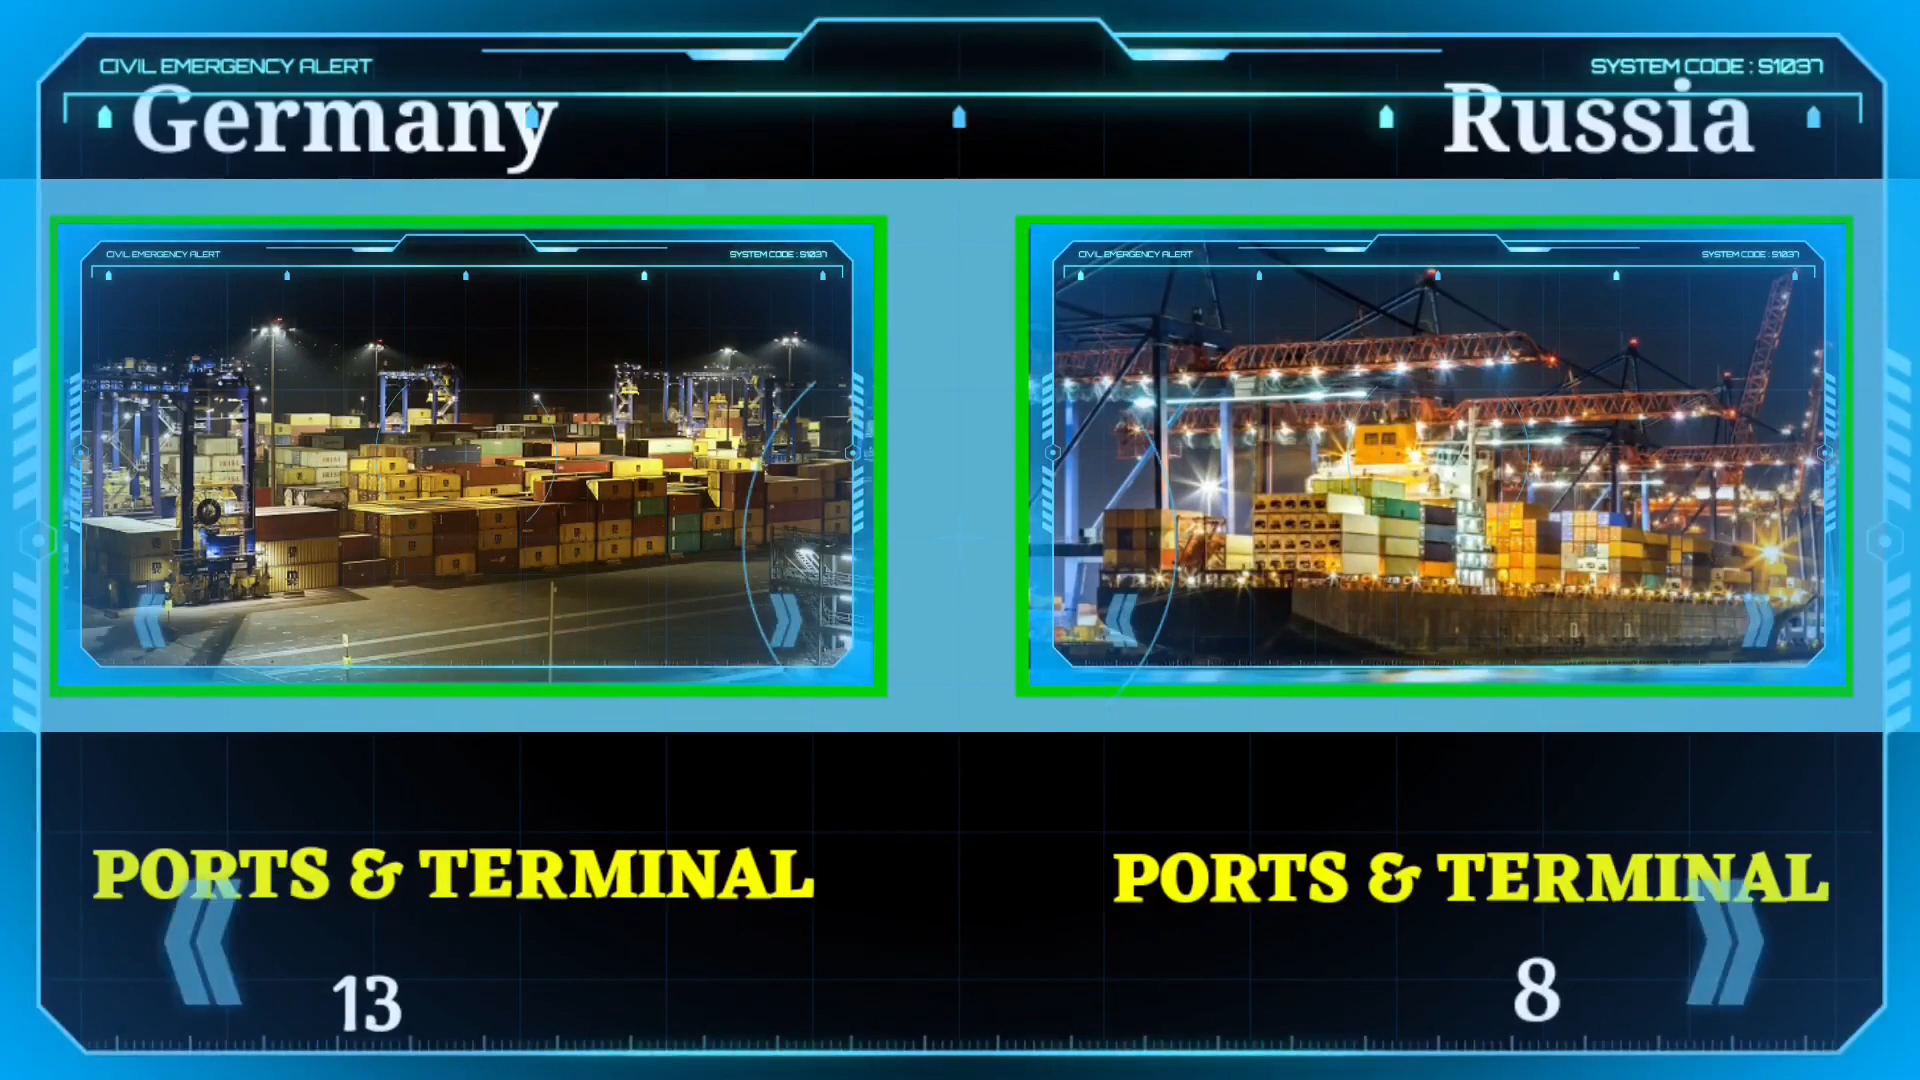 CIVIL EMERGENCY ALERT
SYSTEM CODE : S1037
Germany
Russia
CIVIL EMERGENCY ALERT
SYSTEM CODE : S1037
CIVIL EMERGENCY ALERT
SYSTEM CODE : S1037
PORTS & TERMINAL
PORTS & TERMINAL
13
8